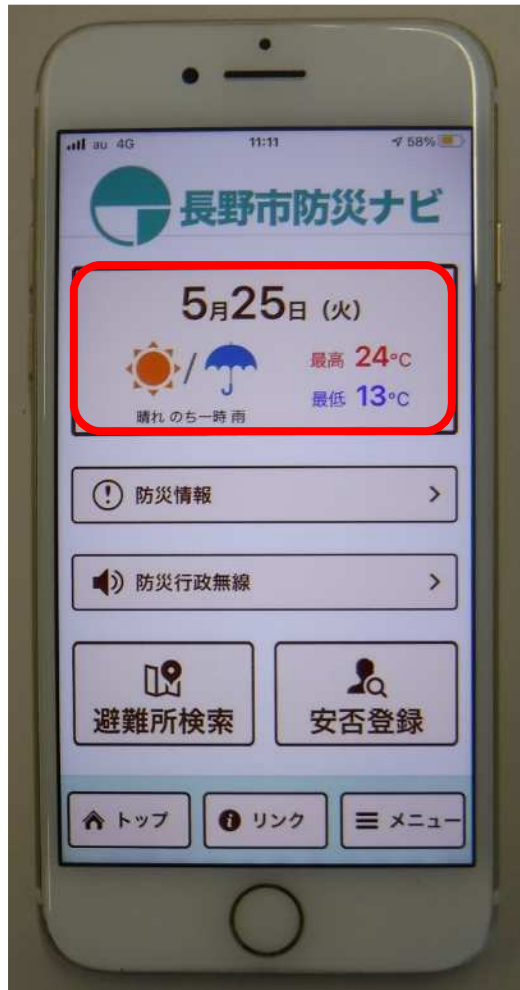 au 4G 11:11 58%
長野市防災ナビ
5月25日 (火)
最高 24°C
最低 13°C
晴れ のち一時 雨
防災情報
防災行政無線
避難所検索
安否登録
トップ
リンク
メニュー